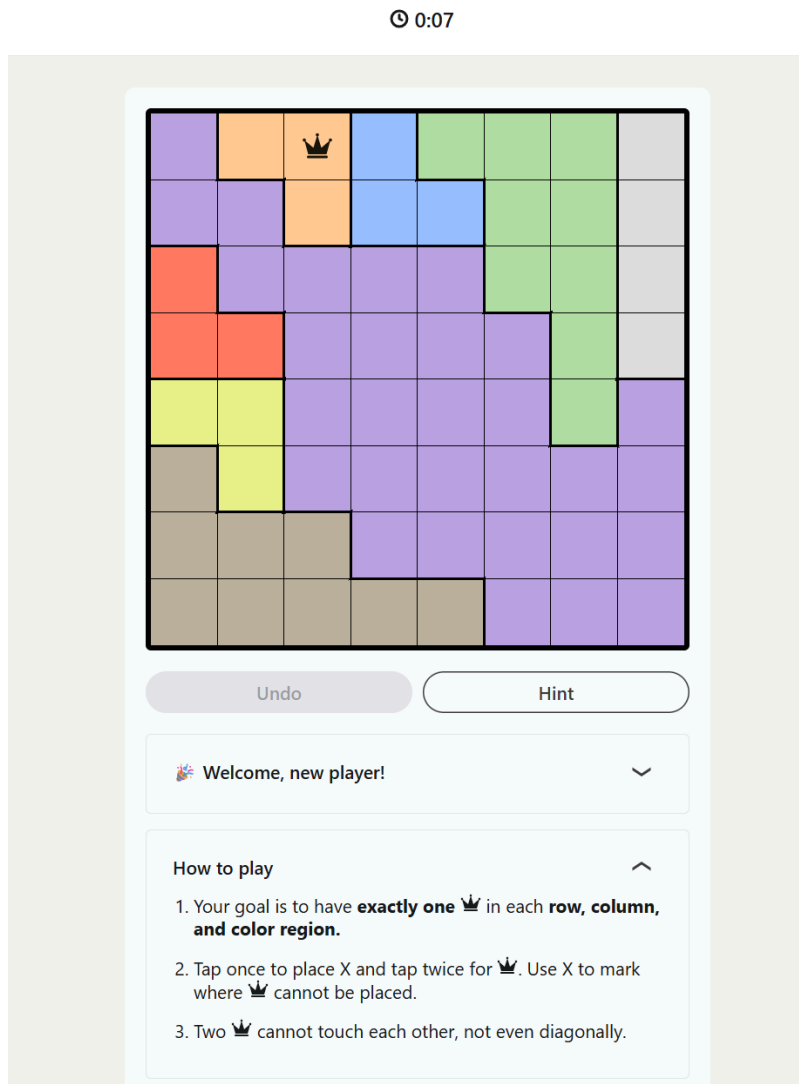 0:07
Undo
Hint
Welcome, new player!
How to play
1. Your goal is to have exactly one in each row, column,
and color region.
2. Tap once to place X and tap twice for . Use X to mark
where cannot be placed.
3. Two cannot touch each other, not even diagonally.